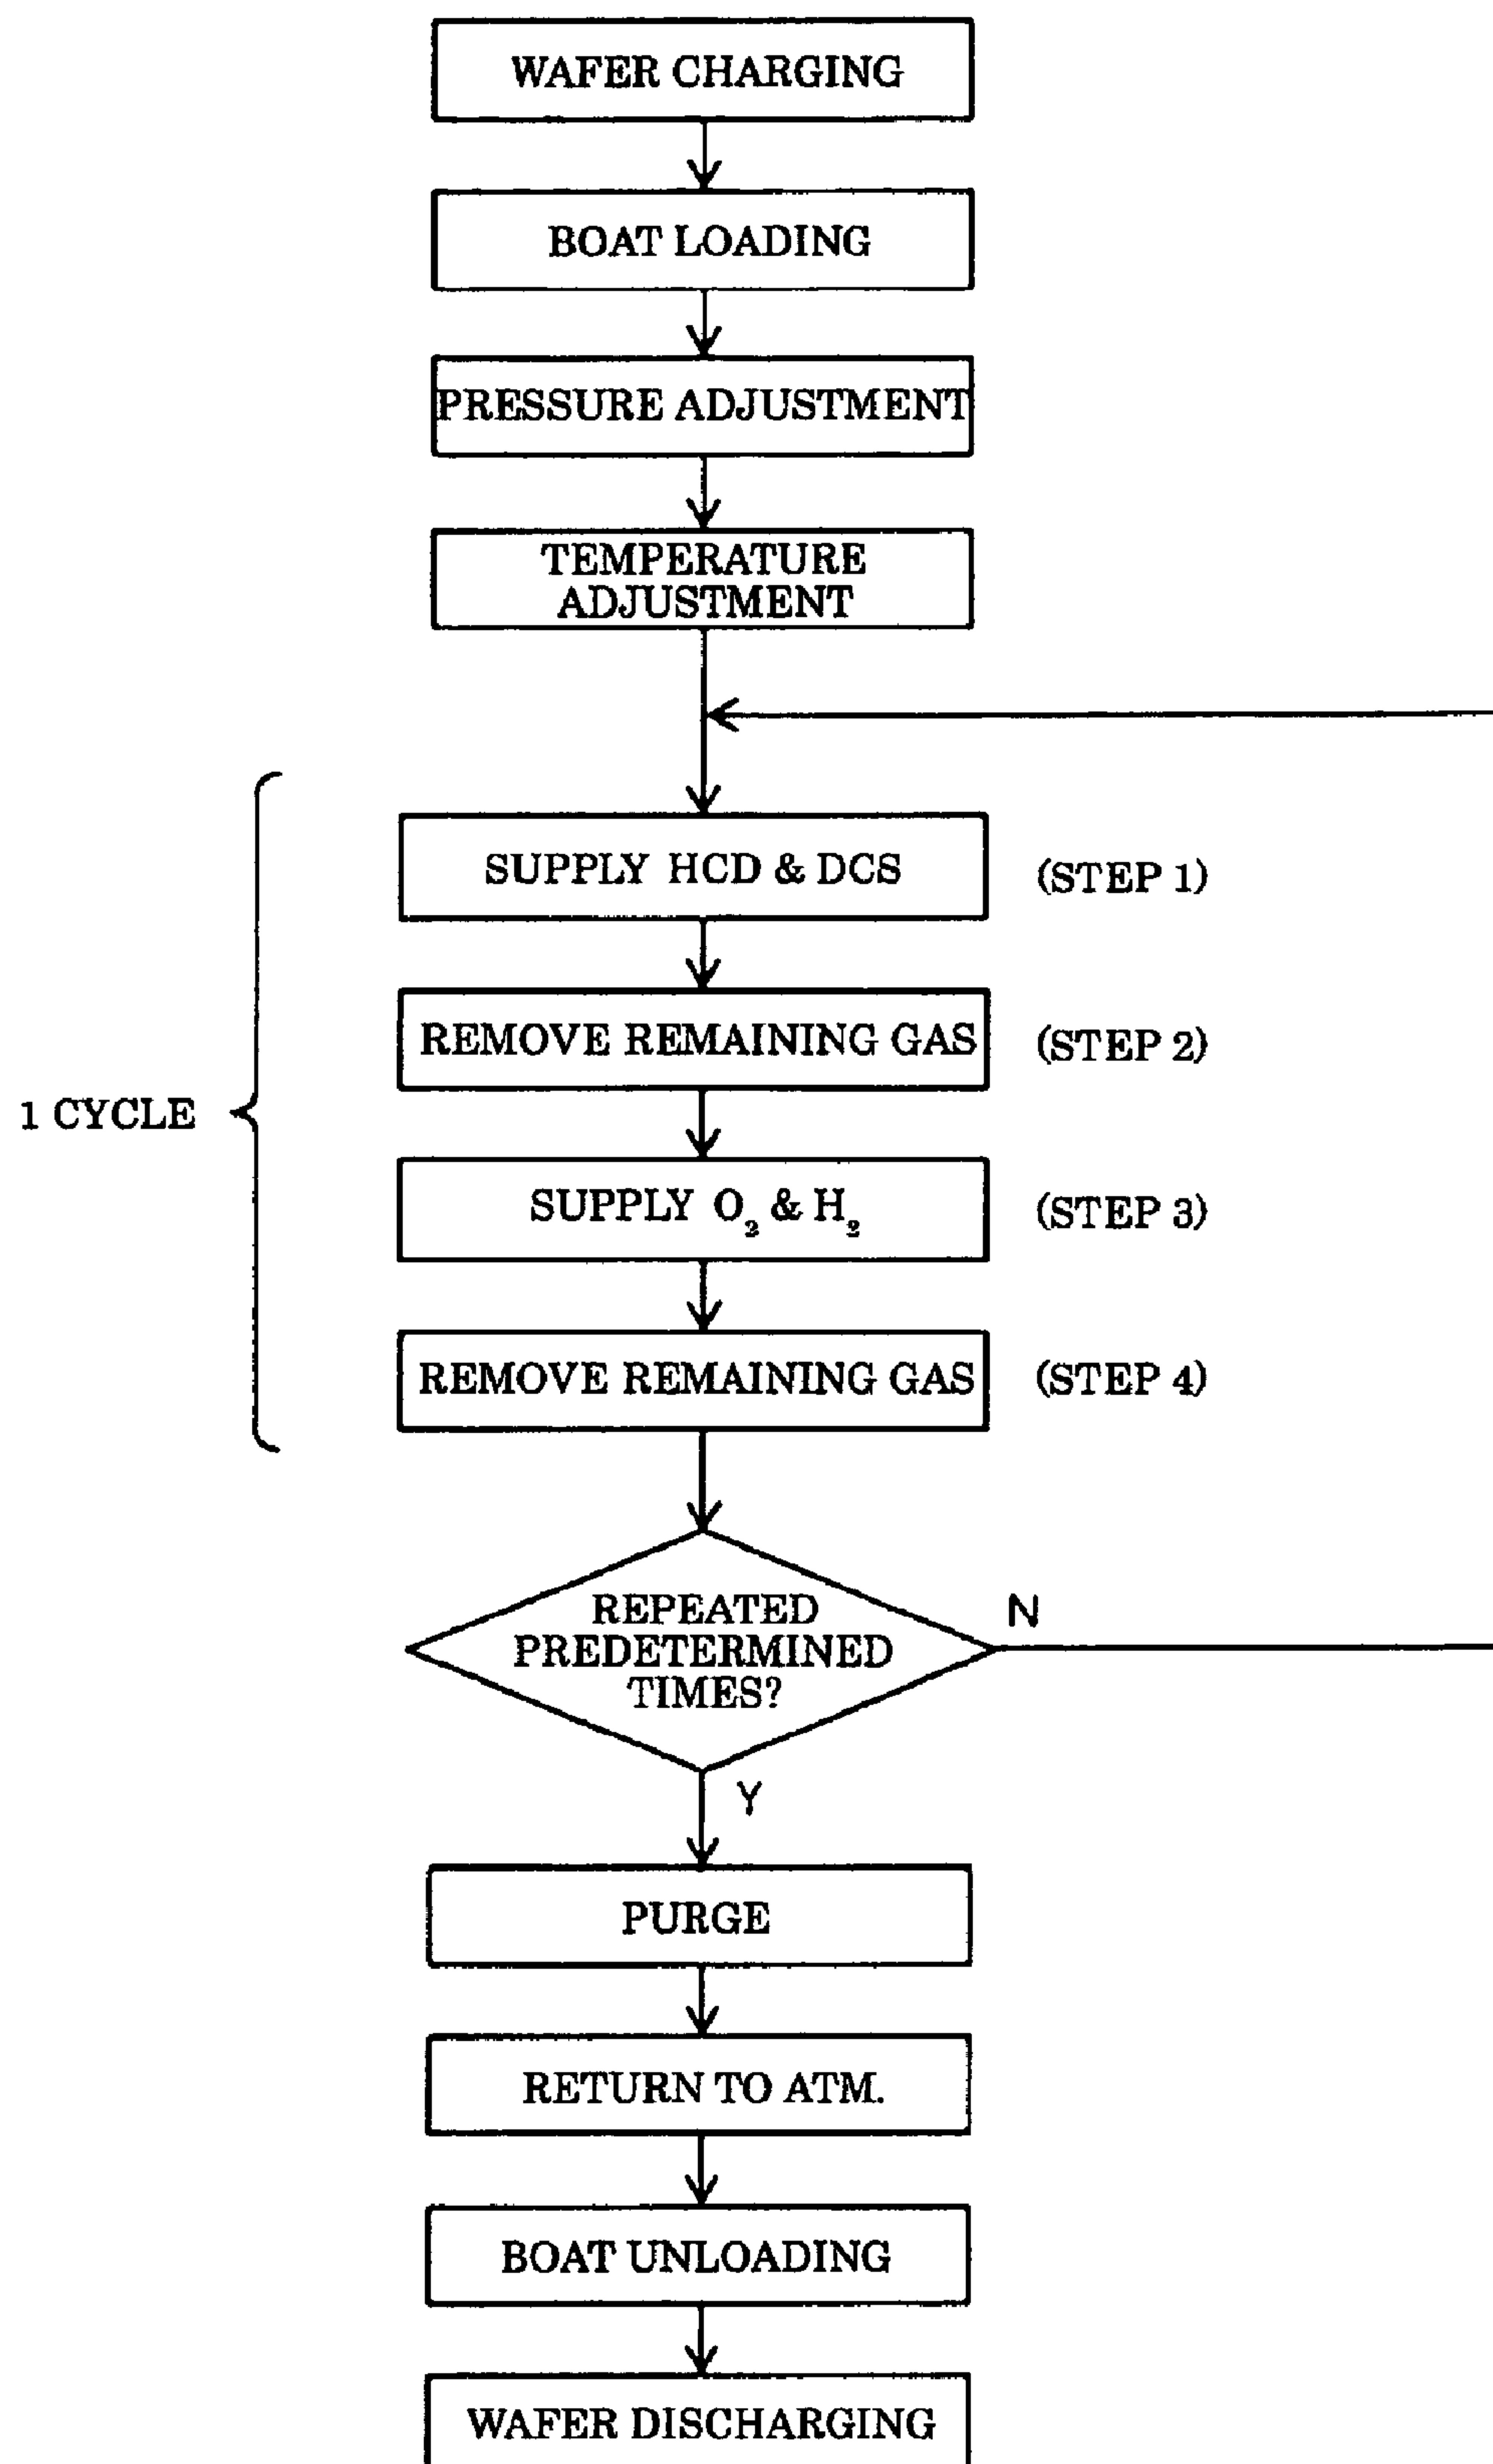 WAFER CHARGING
BOAT LOADING
PRESSURE ADJUSTMENT
TEMPERATURE
ADJUSTMENT
SUPPLY HCD & DCS (STEP 1)
REMOVE REMAINING GAS (STEP 2)
1 CYCLE
SUPPLY O₂ & H₂ (STEP 3)
REMOVE REMAINING GAS (STEP 4)
REPEATED
PREDETERMINED
TIMES?
N
Y
PURGE
RETURN TO ATM.
BOAT UNLOADING
WAFER DISCHARGING